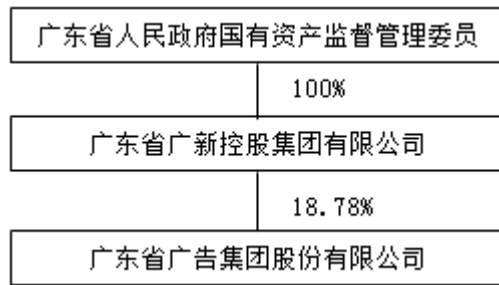 广东省人民政府国有资产监督管理委员
100%
广东省广新控股集团有限公司
18.78%
广东省广告集团股份有限公司